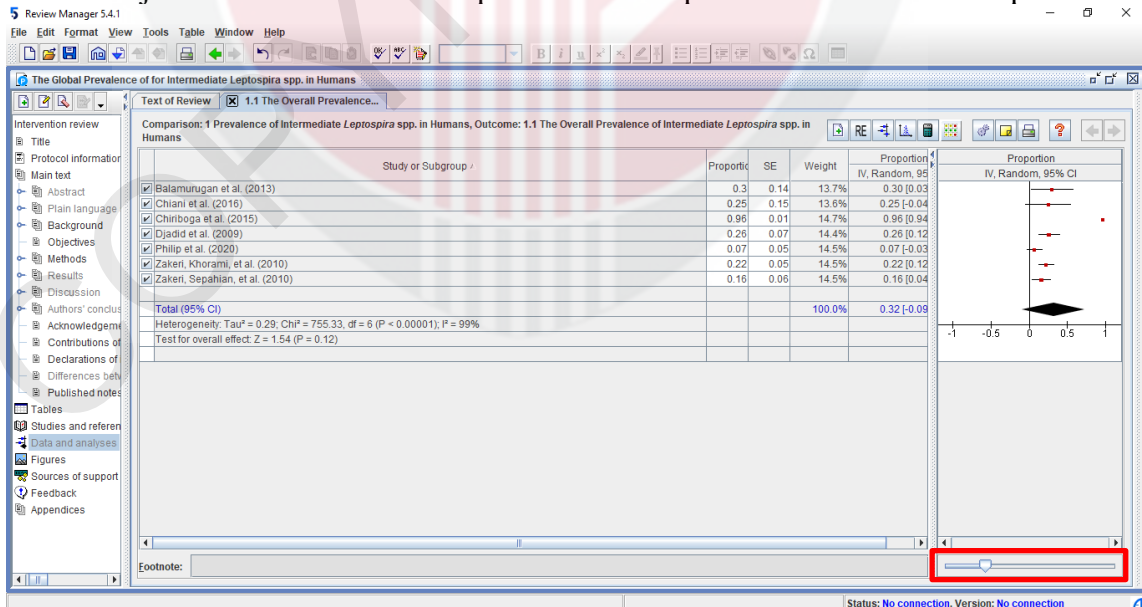 Review Manager 5.4.1
File Edit Format View Tools Table Window Help
The Global Prevalence of for Intermediate Leptospira spp. in Humans
Text of Review 1.1 The Overall Prevalence...
Intervention review
Title
Protocol information
Main text
Abstract
Plain language
Background
Objectives
Methods
Results
Discussion
Authors' conclus
Acknowledgeme
Contributions of
Declarations of
Differences betw
Published notes
Tables
Studies and referen
Data and analyses
Figures
Sources of support
Feedback
Appendices
Comparison: 1 Prevalence of Intermediate Leptospira spp. in Humans, Outcome: 1.1 The Overall Prevalence of Intermediate Leptospira spp. in
Humans
RE
Study or Subgroup Proportic SE Weight Proportion Proportion
IV, Random, 95 IV, Random, 95% CI
Balamurugan et al. (2013) 0.3 0.14 13.7% 0.30 [0.03
Chiani et al. (2016) 0.25 0.15 13.6% 0.25 [-0.04
Chiriboga et al. (2015) 0.96 0.01 14.7% 0.96 [0.94
Djadid et al. (2009) 0.26 0.07 14.4% 0.26 [0.12
Philip et al. (2020) 0.07 0.05 14.5% 0.07 [-0.03
Zakeri, Khorami, et al. (2010) 0.22 0.05 14.5% 0.22 [0.12
Zakeri, Sepahian, et al. (2010) 0.16 0.06 14.5% 0.16 [0.04
Total (95% CI) 100.0% 0.32 [-0.09
Heterogeneity: Tau² = 0.29; Chi² = 755.33, df = 6 (P < 0.00001); I² = 99%
Test for overall effect: Z = 1.54 (P = 0.12)
-1 -0.5 0 0.5 1
Footnote:
Status: No connection. Version: No connection